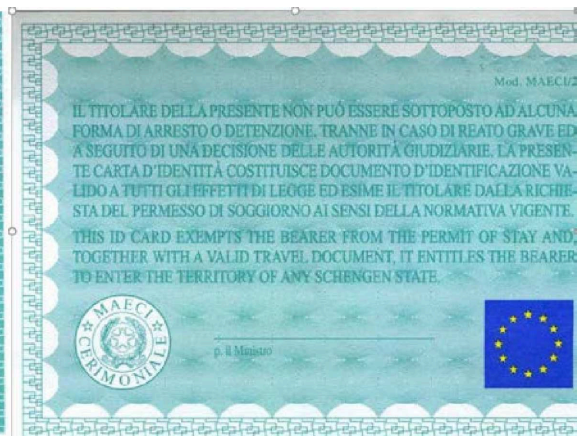 Mod. MAECI/2
IL TITOLARE DELLA PRESENTE NON PUÒ ESSERE SOTTOPOSTO AD ALCUNA
FORMA DI ARRESTO O DETENZIONE, TRANNE IN CASO DI REATO GRAVE ED
A SEGUITO DI UNA DECISIONE DELLE AUTORITÀ GIUDIZIARIE. LA PRESEN-
TE CARTA D'IDENTITÀ COSTITUISCE DOCUMENTO D'IDENTIFICAZIONE VA-
LIDO A TUTTI GLI EFFETTI DI LEGGE ED ESIME IL TITOLARE DALLA RICHIE-
STA DEL PERMESSO DI SOGGIORNO AI SENSI DELLA NORMATIVA VIGENTE.
THIS ID CARD EXEMPTS THE BEARER FROM THE PERMIT OF STAY AND,
TOGETHER WITH A VALID TRAVEL DOCUMENT, IT ENTITLES THE BEARER
TO ENTER THE TERRITORY OF ANY SCHENGEN STATE.
MAECI
CERIMONIALE
p. il Ministro